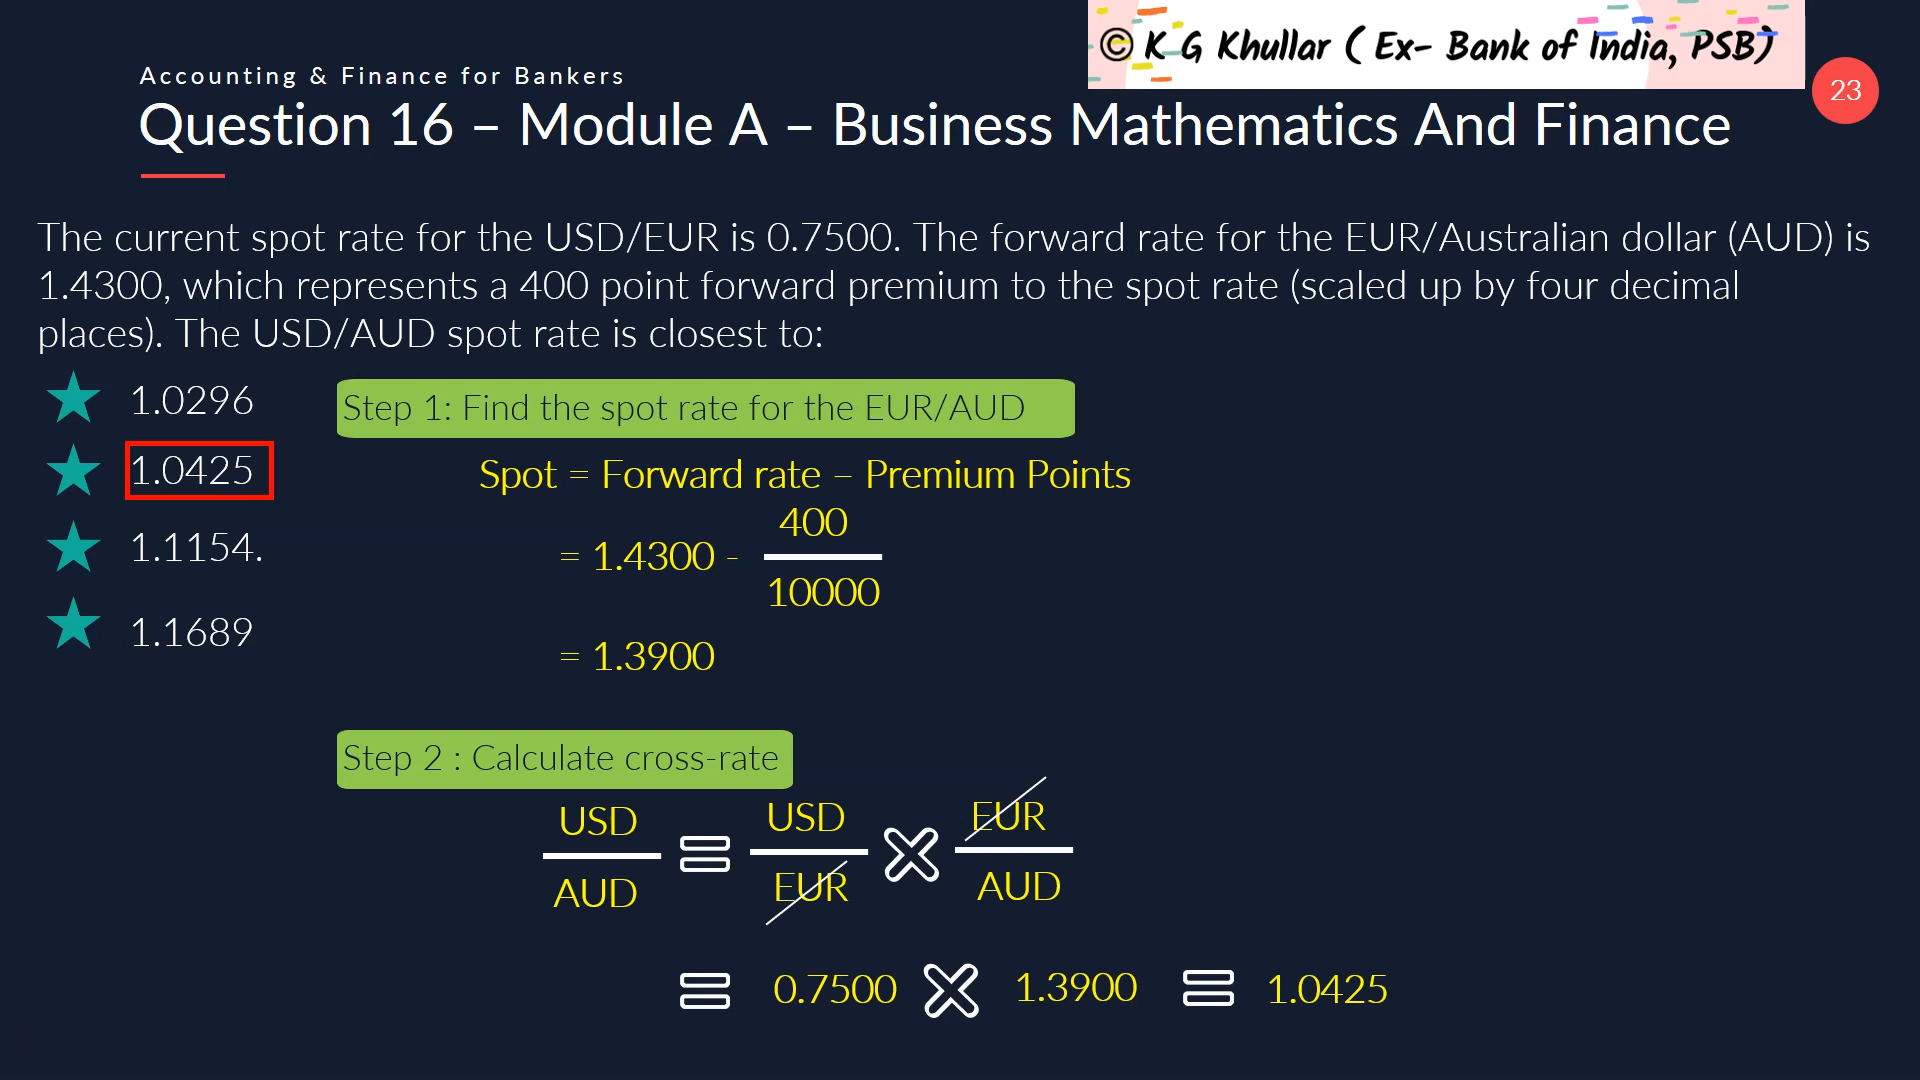 © K G Khullar ( Ex- Bank of India, PSB)
Accounting & Finance for Bankers
23
Question 16 – Module A – Business Mathematics And Finance
The current spot rate for the USD/EUR is 0.7500. The forward rate for the EUR/Australian dollar (AUD) is
1.4300, which represents a 400 point forward premium to the spot rate (scaled up by four decimal
places). The USD/AUD spot rate is closest to:
1.0296
1.0425
1.1154.
1.1689
Step 1: Find the spot rate for the EUR/AUD
Spot = Forward rate – Premium Points
= 1.4300 - 400
10000
= 1.3900
Step 2 : Calculate cross-rate
USD USD EUR
AUD EUR AUD
0.7500 1.3900 1.0425